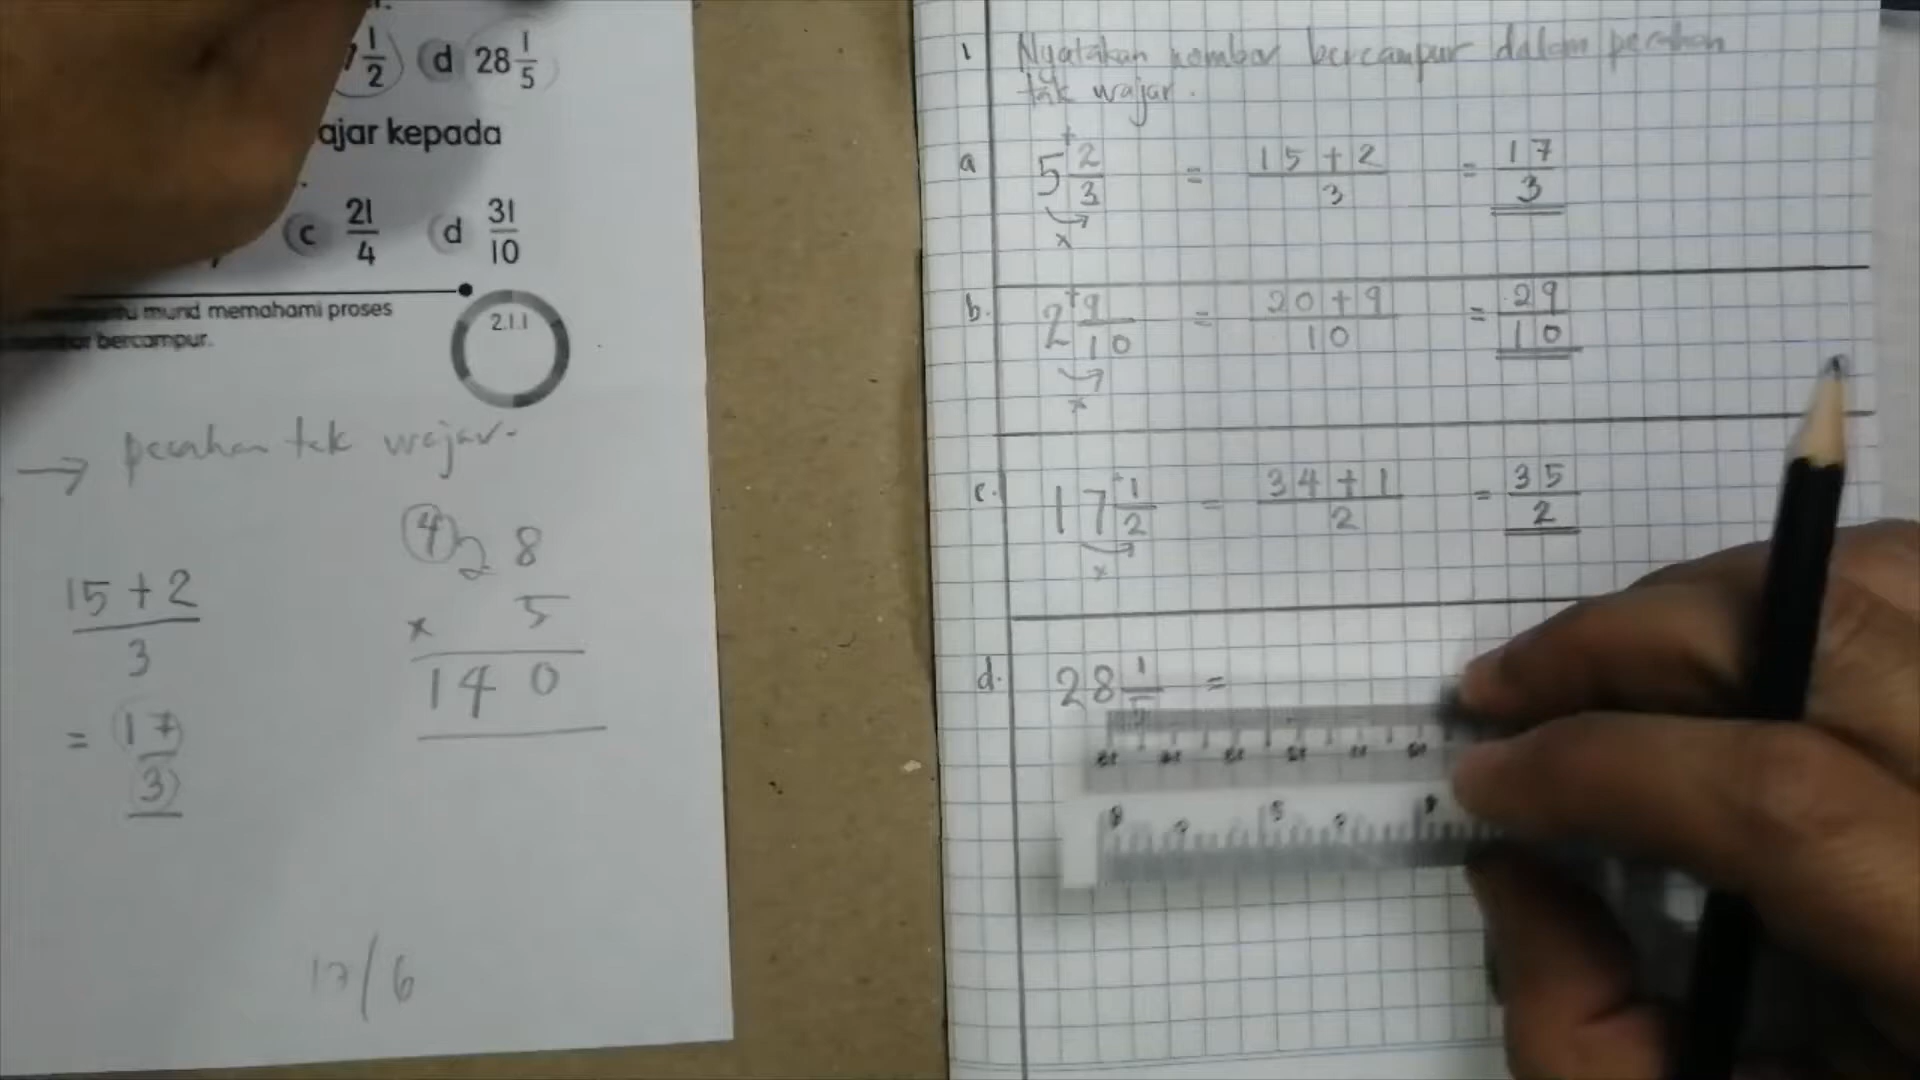 1/2 d 28 1/5
ajar kepada
c 21/4 d 31/10
murid memahami proses
bercampur.
2.1.1
→ pecahan tak wajar.
15 + 2
3
= 17
3
4 28
× 5
140
17/6
1 Nyatakan nombor bercampur dalam pecahan
tak wajar.
a 5 + 2/3 = 15 + 2/3 = 17/3
×
b. 2 + 9/10 = 20 + 9/10 = 29/10
×
c. 17 + 1/2 = 34 + 1/2 = 35/2
×
d. 28 1/5 =